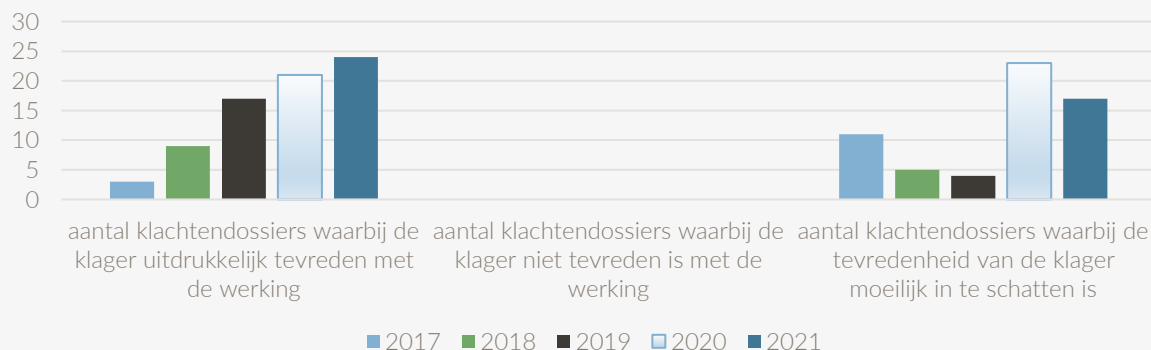 30
25
20
15
10
5
0
aantal klachtendossiers waarbij de
klager uitdrukkelijk tevreden met
de werking
aantal klachtendossiers waarbij de
klager niet tevreden is met de
werking
aantal klachtendossiers waarbij de
tevredenheid van de klager
moeilijk in te schatten is
2017 2018 2019 2020 2021